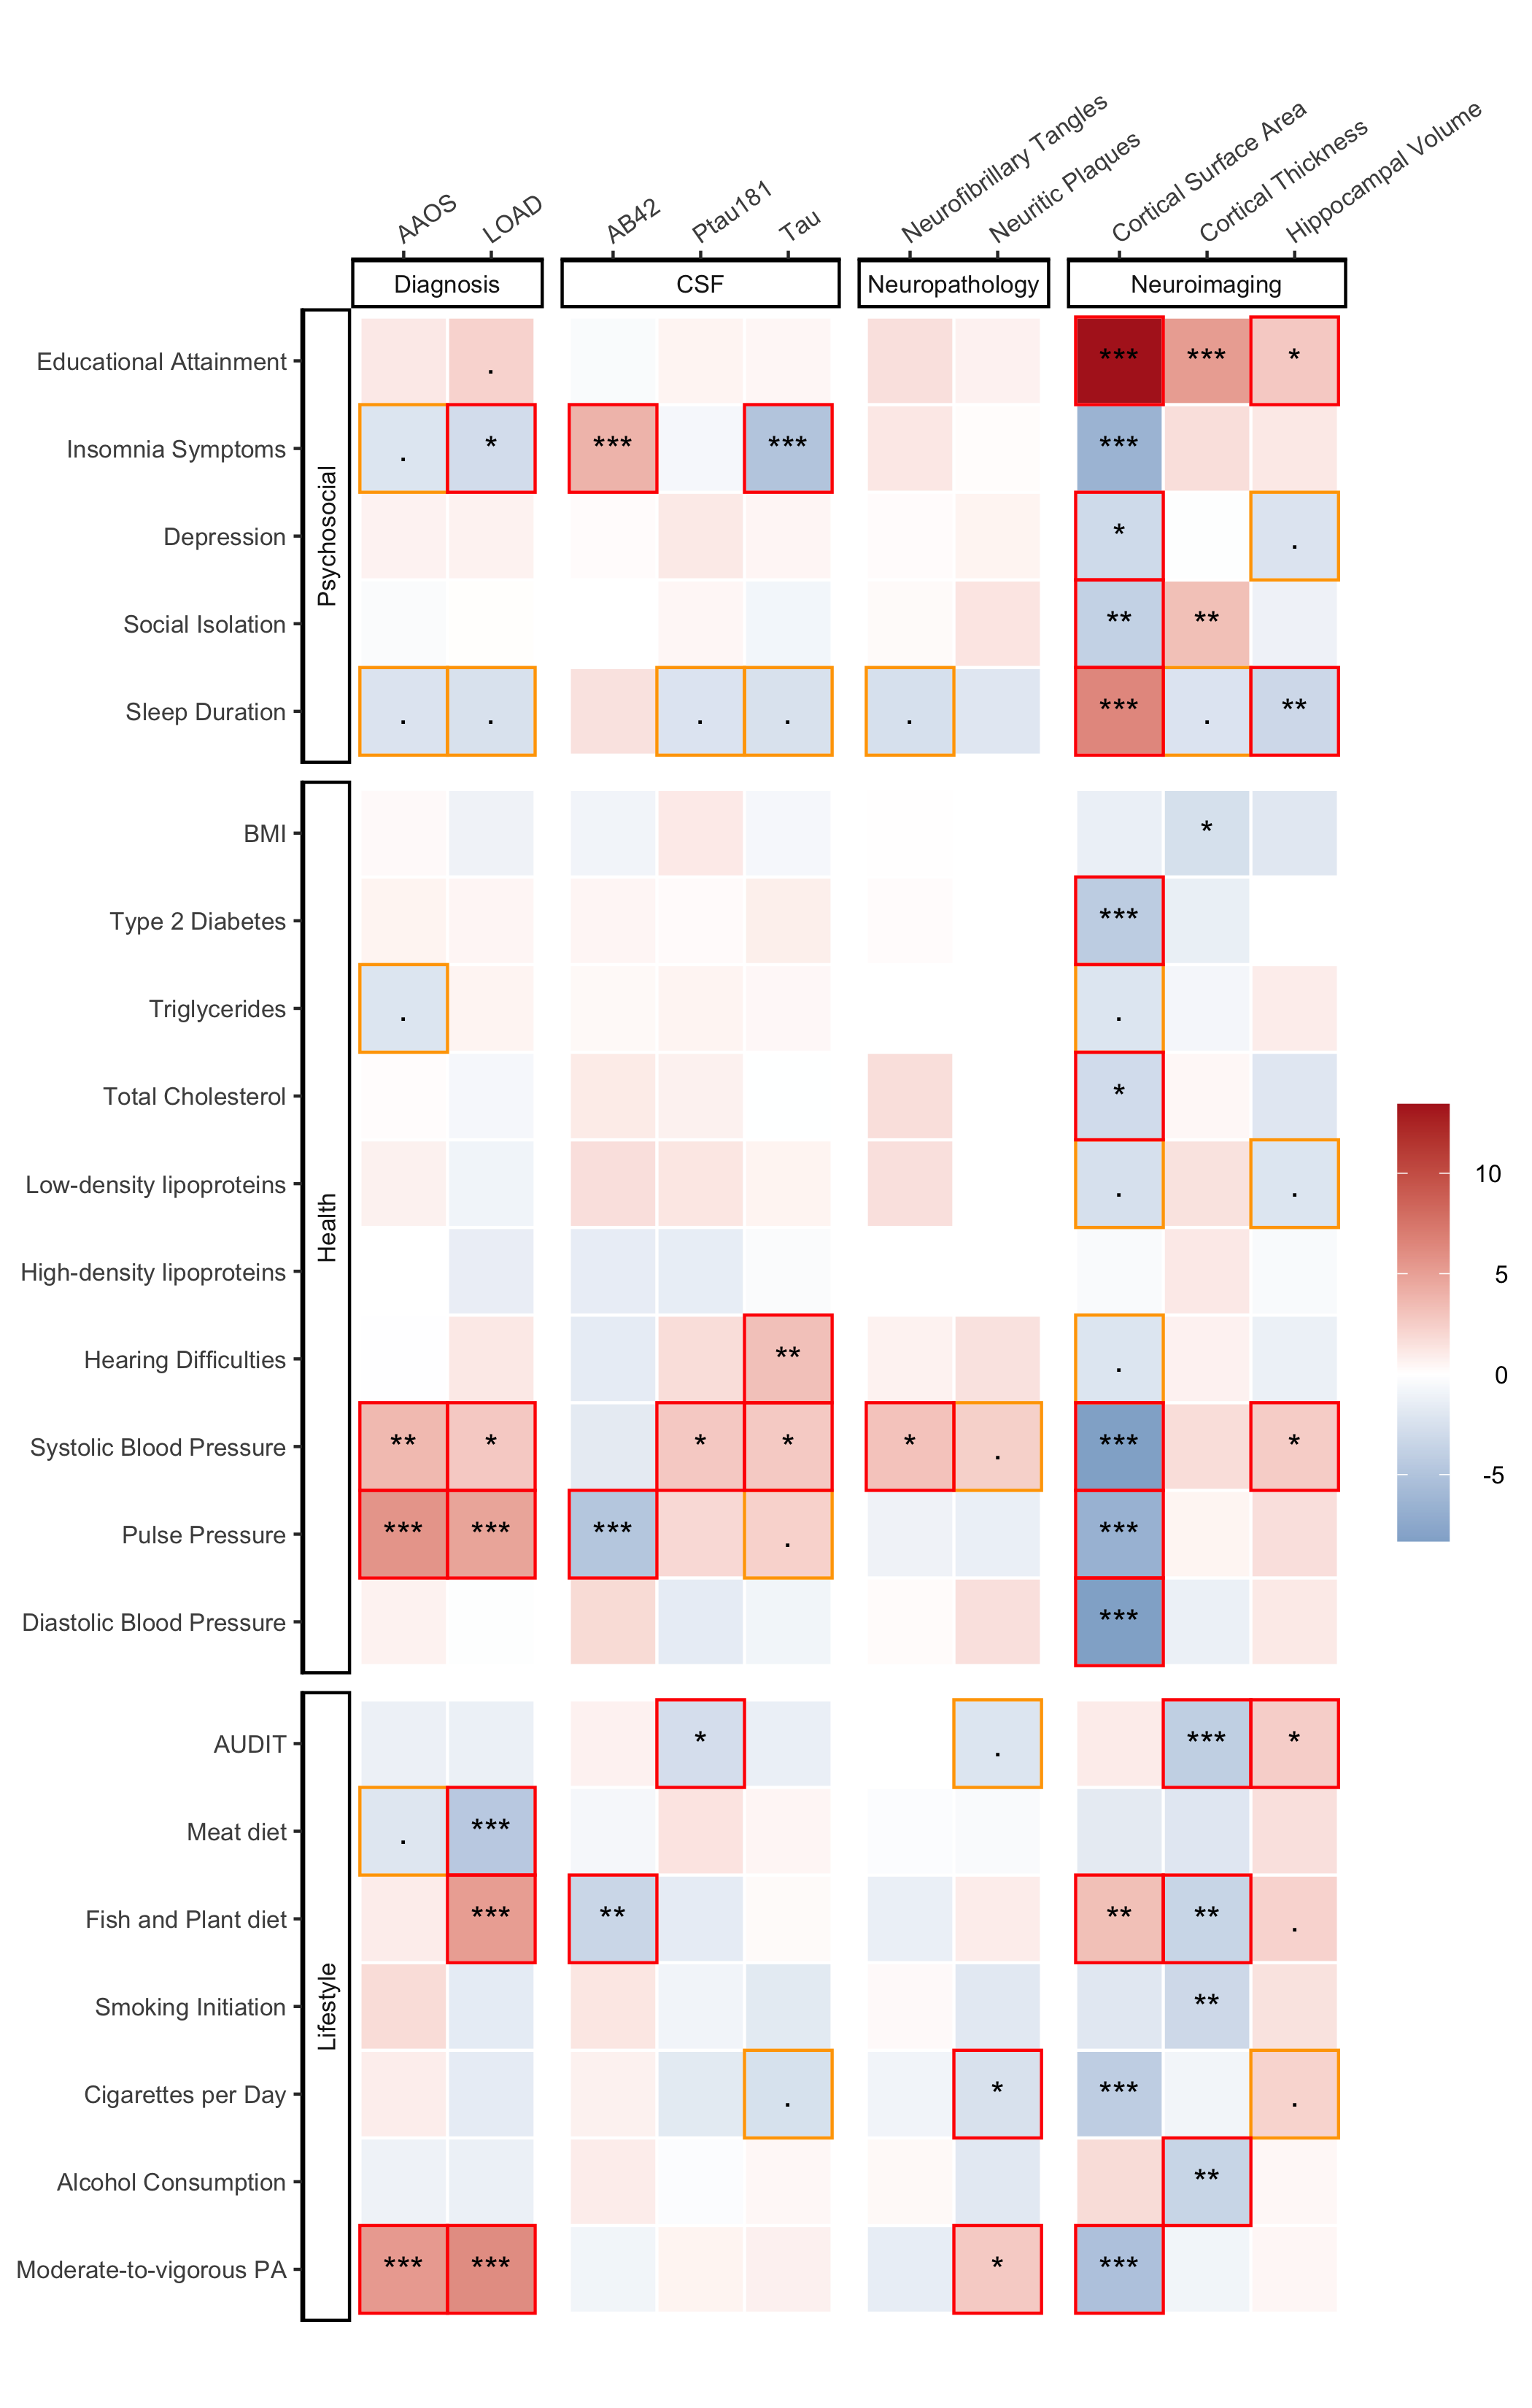 AAOS
LOAD
AB42
Ptau181
Tau
Neurofibrillary Tangles
Neuritic Plaques
Cortical Surface Area
Cortical Thickness
Hippocampal Volume
Diagnosis
CSF
Neuropathology
Neuroimaging
Psychosocial
Educational Attainment . *** *** *
Insomnia Symptoms . * *** *** ***
Depression * .
Social Isolation ** **
Sleep Duration . . . . . *** . **
Health
BMI *
Type 2 Diabetes ***
Triglycerides . .
Total Cholesterol *
Low-density lipoproteins . .
High-density lipoproteins
Hearing Difficulties ** .
Systolic Blood Pressure ** * * * * . *** *
Pulse Pressure *** *** *** . ***
Diastolic Blood Pressure ***
Lifestyle
AUDIT * . *** *
Meat diet . ***
Fish and Plant diet *** ** ** ** .
Smoking Initiation **
Cigarettes per Day . * *** .
Alcohol Consumption **
Moderate-to-vigorous PA *** *** * ***
10
5
0
-5